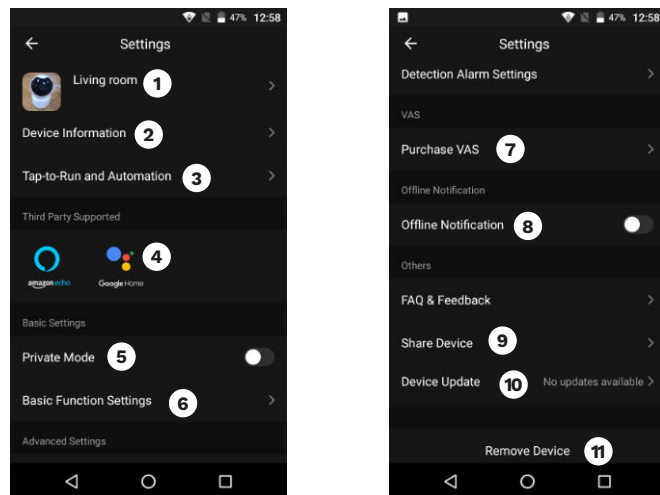 47% 12:58
Settings
Living room 1
Device Information 2
Tap-to-Run and Automation 3
Third Party Supported
4
amazon echo Google Home
Basic Settings
Private Mode 5
Basic Function Settings 6
Advanced Settings
47% 12:58
Settings
Detection Alarm Settings
VAS
Purchase VAS 7
Offline Notification
Offline Notification 8
Others
FAQ & Feedback
Share Device 9
Device Update 10 No updates available
Remove Device 11